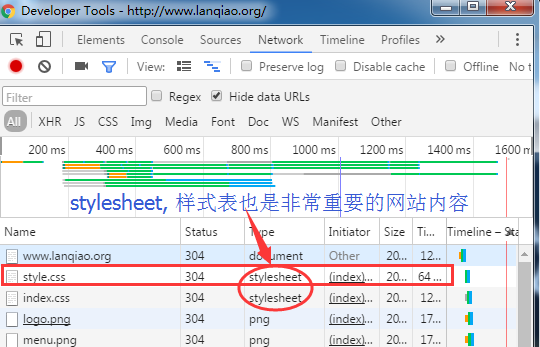 Developer Tools - http://www.lanqiao.org/
Elements Console Sources Network Timeline Profiles »
View: Preserve log Disable cache Offline No t
Filter Regex Hide data URLs
All XHR JS CSS Img Media Font Doc WS Manifest Other
200 ms 400 ms 600 ms 800 ms 1000 ms 1200 ms 1400 ms 1600
stylesheet, 样式表也是非常重要的网站内容
Name Status Type Initiator Size Ti... Timeline – Sta
www.lanqiao.org 304 document Other 20... 12...
style.css 304 stylesheet (index)... 20... 64 ...
index.css 304 stylesheet (index)... 20... 12...
logo.png 304 png (index)... 20... 17...
menu.png 304 png (index)... 20... 17...